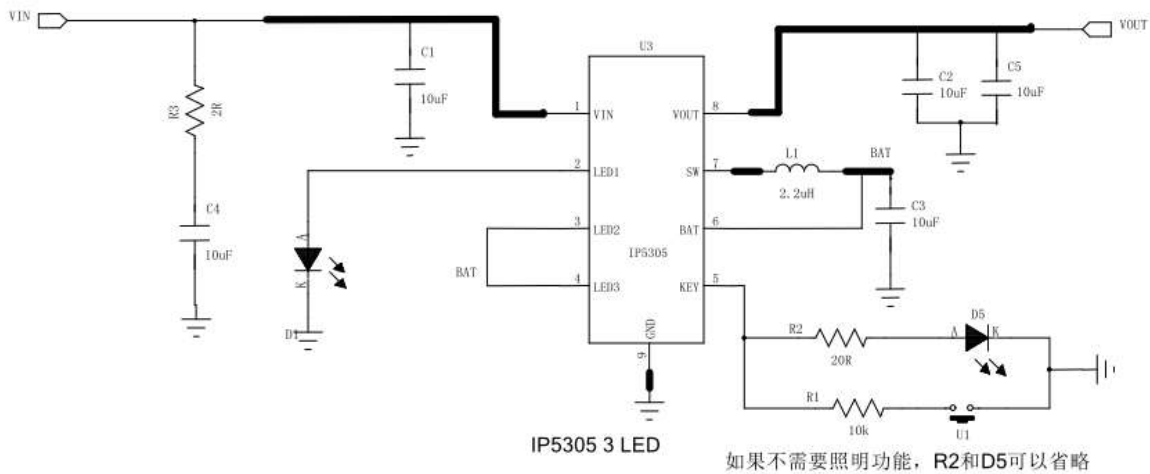 VIN
VOUT
U3
C1
10uF
C2
10uF
C5
10uF
R3
2R
1
VIN
VOUT
8
2
LED1
SW
7
L1
2.2uH
BAT
C3
10uF
C4
10uF
3
LED2
BAT
6
BAT
IP5305
4
LED3
KEY
5
A
K
D1
GND
9
R2
20R
A
D5
K
R1
10k
U1
IP5305 3 LED
如果不需要照明功能，R2和D5可以省略